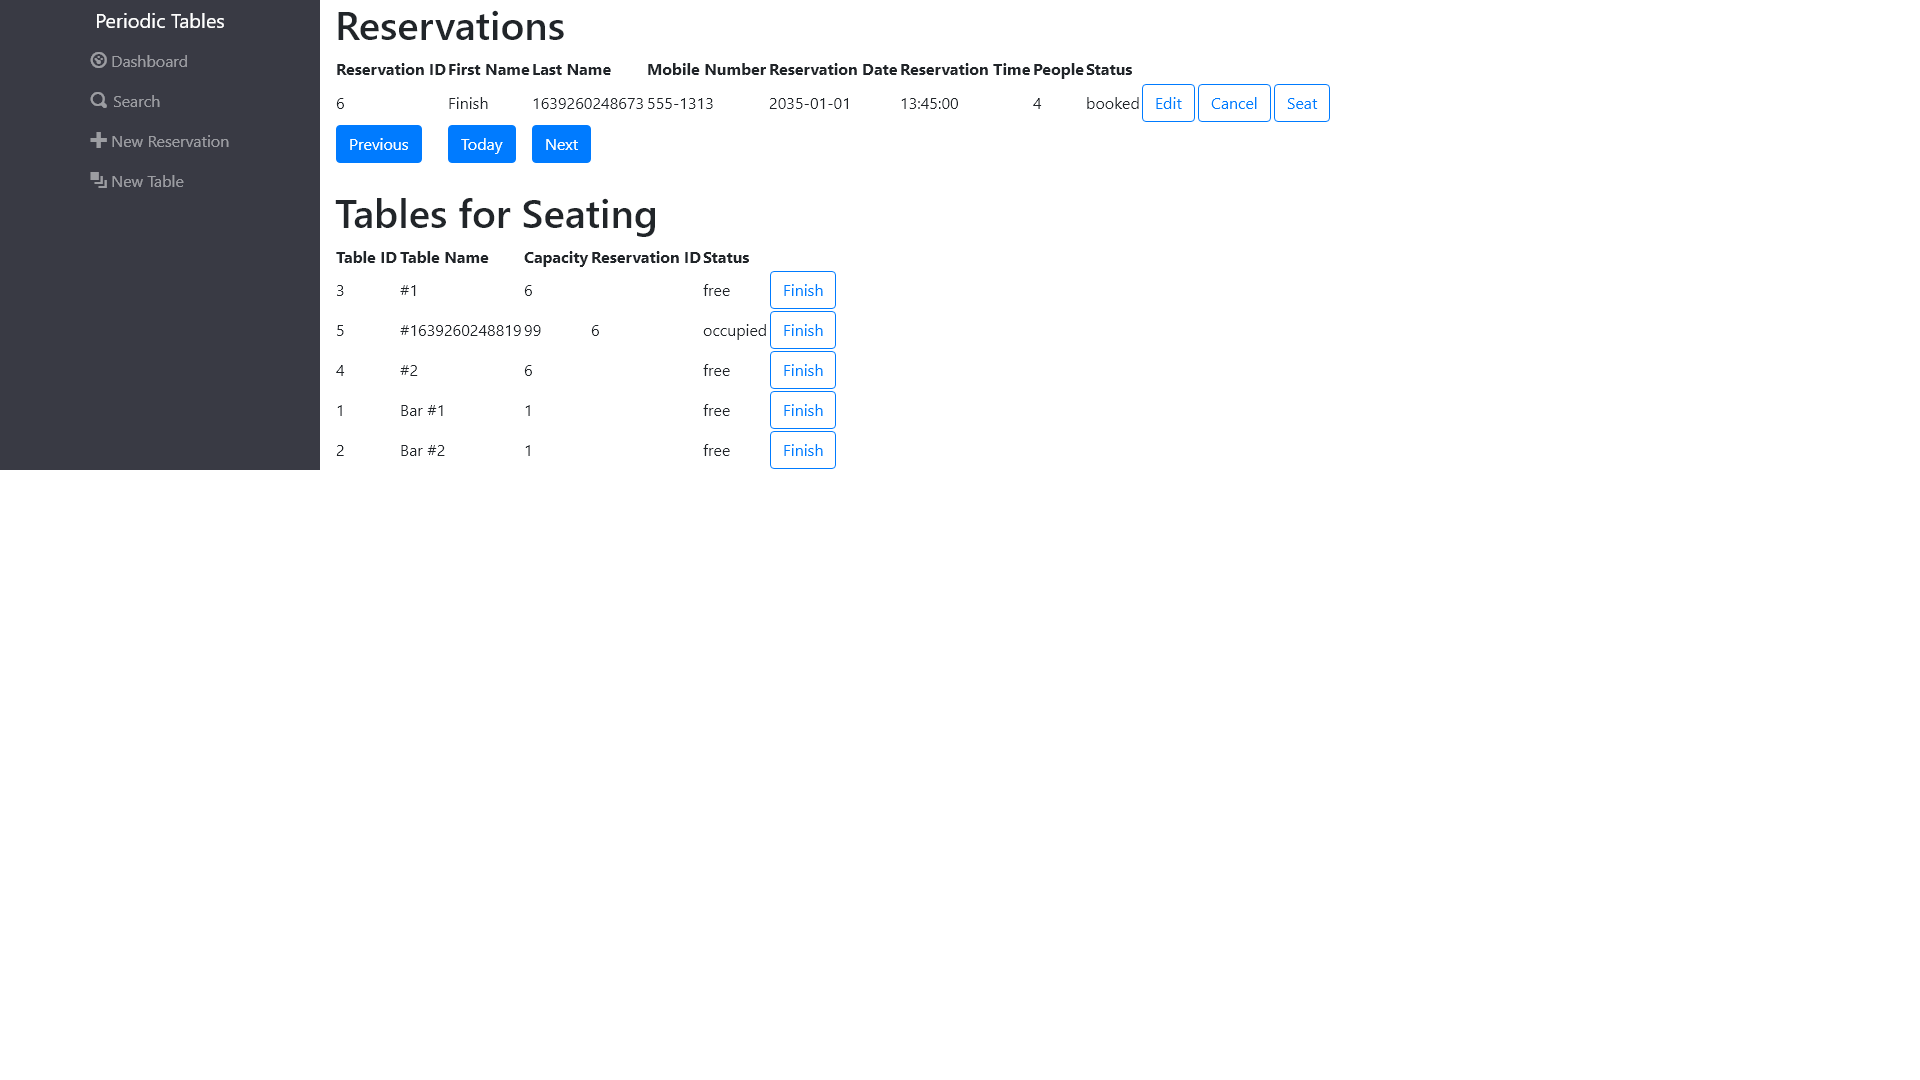 Periodic Tables
Dashboard
Search
New Reservation
New Table
Reservations
Reservation ID First Name Last Name Mobile Number Reservation Date Reservation Time People Status
6 Finish 1639260248673 555-1313 2035-01-01 13:45:00 4 booked Edit Cancel Seat
Previous Today Next
Tables for Seating
Table ID Table Name Capacity Reservation ID Status
3 #1 6 free Finish
5 #1639260248819 99 6 occupied Finish
4 #2 6 free Finish
1 Bar #1 1 free Finish
2 Bar #2 1 free Finish